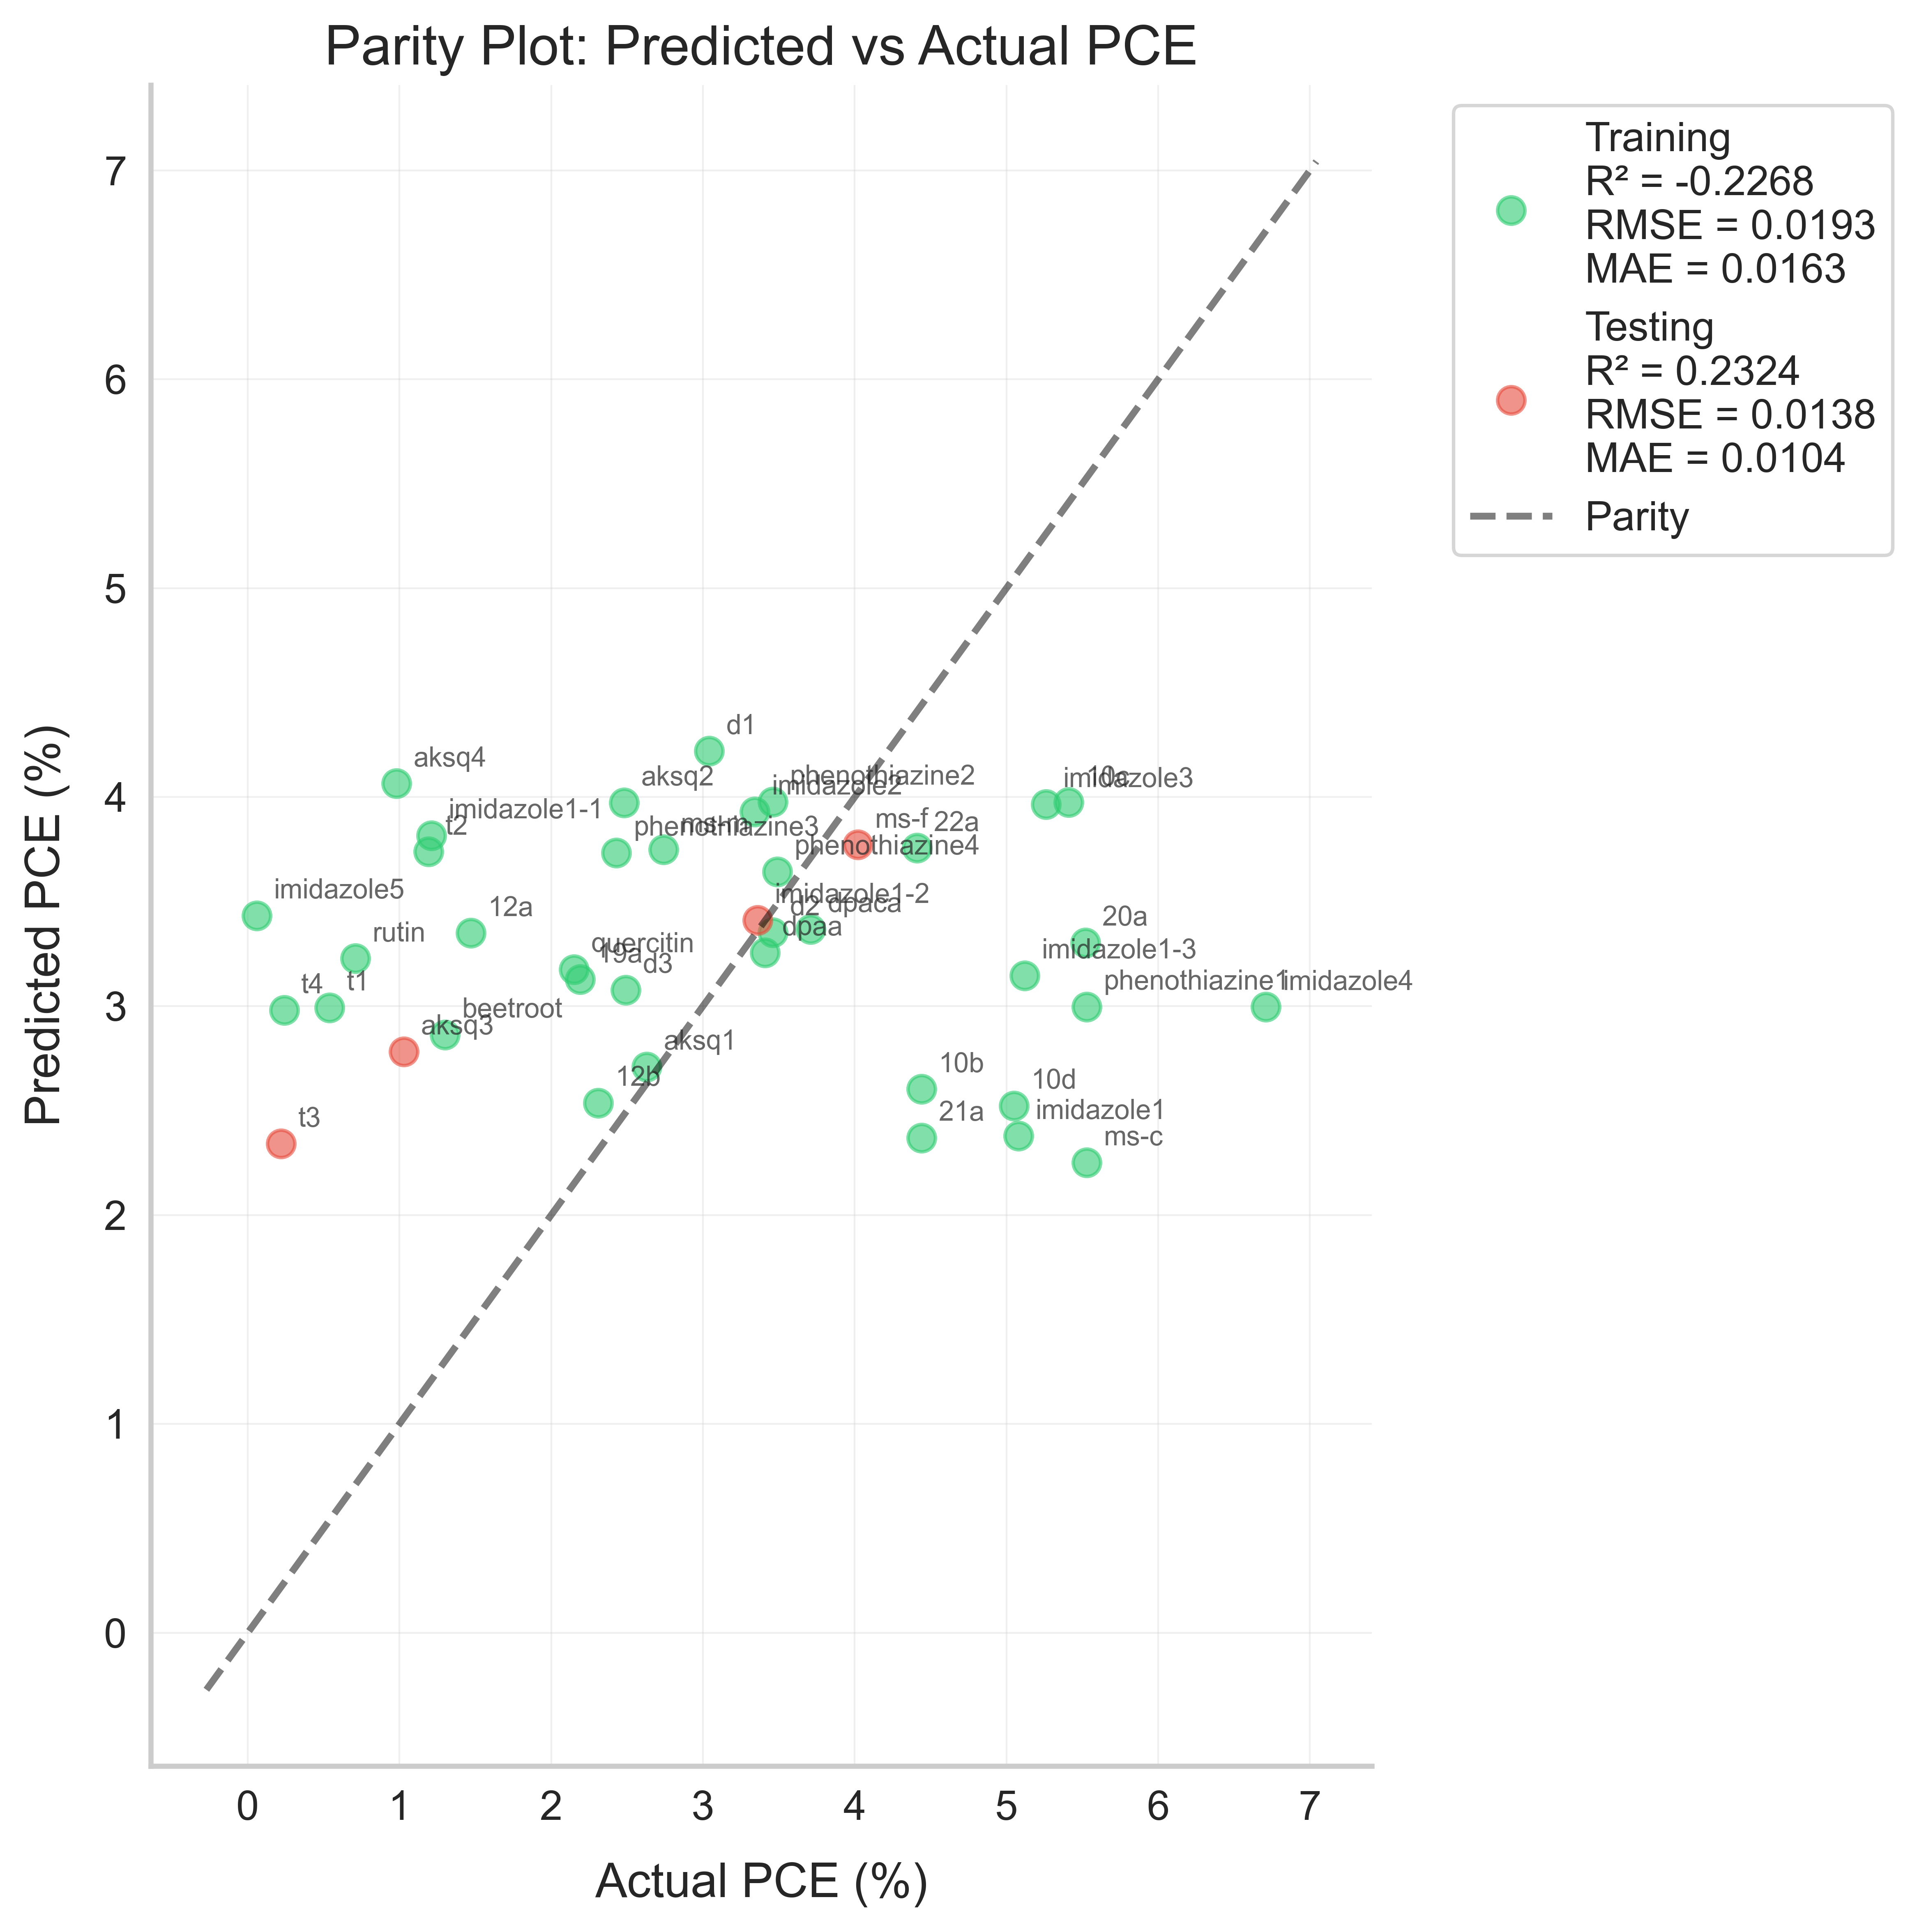 Parity Plot: Predicted vs Actual PCE
Training
R² = -0.2268
RMSE = 0.0193
MAE = 0.0163
Testing
R² = 0.2324
RMSE = 0.0138
MAE = 0.0104
Parity
Predicted PCE (%)
7
6
5
4
3
2
1
0
d1
aksq4
aksq2
phenothiazine2
imidazole2
imidazole3
10c
imidazole1-1
t2
phenothiazine3
ms-m
ms-f
22a
phenothiazine4
imidazole5
12a
imidazole1-2
d2
dpaca
dpaa
20a
rutin
quercitin
19a
d3
imidazole1-3
t4
t1
phenothiazine1
imidazole4
beetroot
aksq3
aksq1
12b
10b
10d
t3
21a
imidazole1
ms-c
0 1 2 3 4 5 6 7
Actual PCE (%)